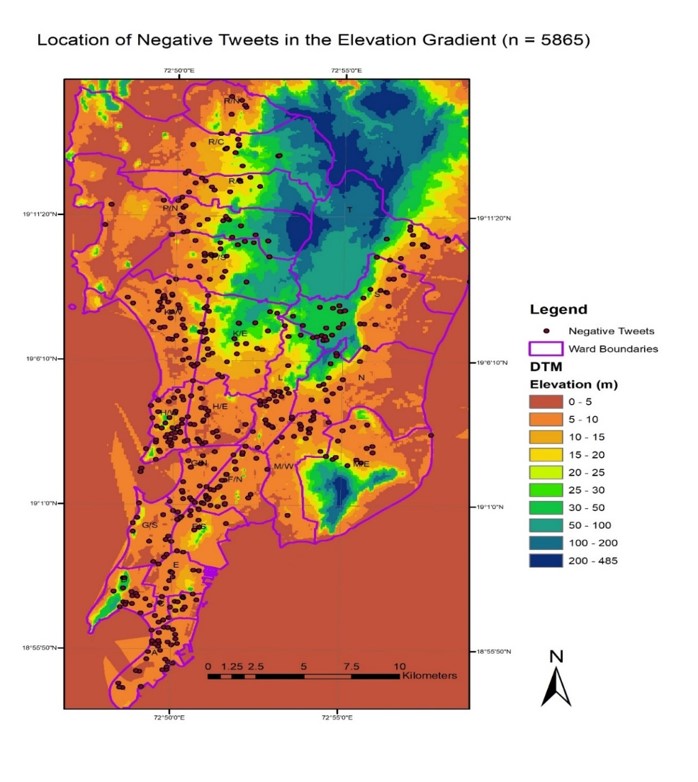 Location of Negative Tweets in the Elevation Gradient (n = 5865)
72°50'0"E 72°55'0"E
R/N
R/C
T
P/N
19°11'20"N 19°11'20"N
S
K/W
K/E
19°6'10"N 19°6'10"N
L N
H/W H/E
M/W M/E
F/N
19°1'0"N 19°1'0"N
G/S
E
A
18°55'50"N 18°55'50"N
0 1.25 2.5 5 7.5 10
Kilometers
72°50'0"E 72°55'0"E
Legend
Negative Tweets
Ward Boundaries
DTM
Elevation (m)
0 - 5
5 - 10
10 - 15
15 - 20
20 - 25
25 - 30
30 - 50
50 - 100
100 - 200
200 - 485
N